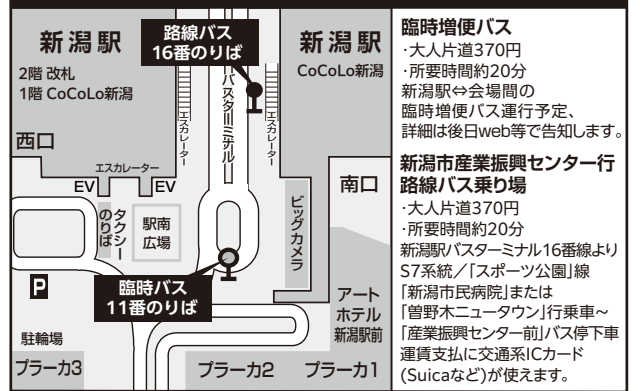 新潟駅
2階 改札
1階 CoCoLo新潟
西口
路線バス
16番のりば
新潟駅
CoCoLo新潟
エスカレーター
バスターミナル
エスカレーター
エスカレーター
EV
EV
南口
タクシー
のりば
駅南
広場
ビックカメラ
P
臨時バス
11番のりば
アート
ホテル
新潟駅前
駐輪場
プラーカ3
プラーカ2
プラーカ1
臨時増便バス
·大人片道370円
·所要時間約20分
新潟駅⇔会場間の
臨時増便バス運行予定、
詳細は後日web等で告知します。
新潟市産業振興センター行
路線バス乗り場
·大人片道370円
·所要時間約20分
新潟駅バスターミナル16番線より
S7系統／「スポーツ公園」線
「新潟市民病院」または
「曽野木ニュータウン」行乗車～
「産業振興センター前」バス停下車
運賃支払に交通系ICカード
(Suicaなど)が使えます。